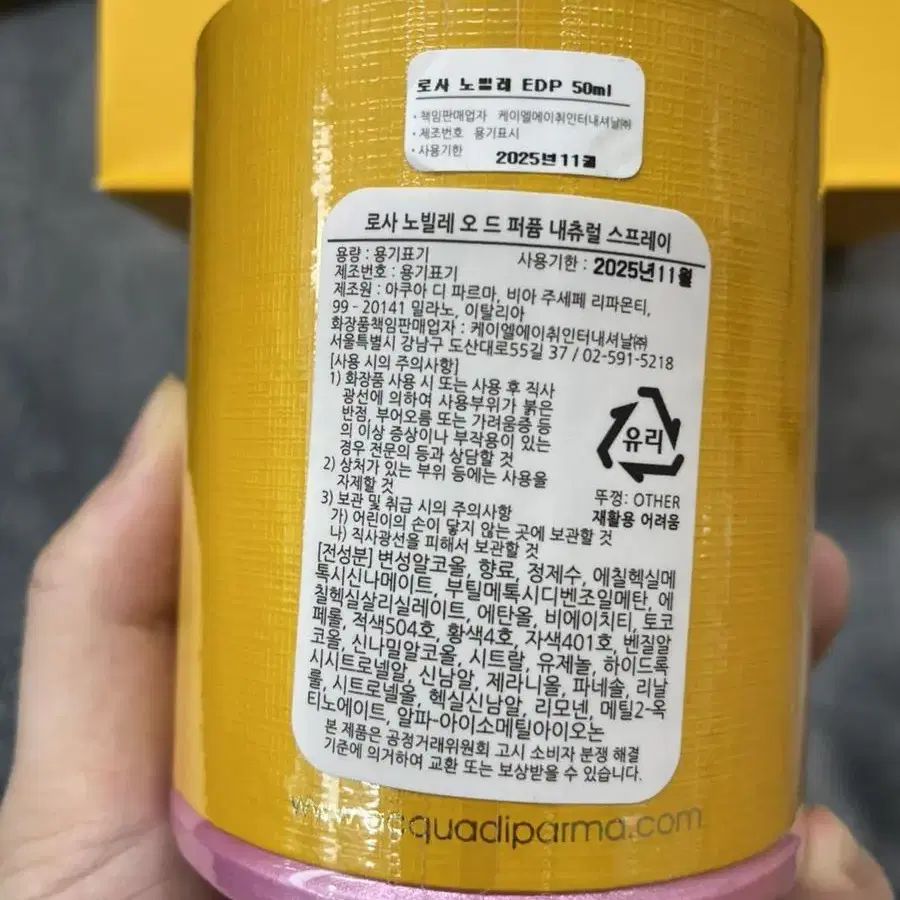 로사 노빌레 EDP 50ml
• 책임판매업자 케이엘에이취인터내셔날㈜
• 제조번호 용기표시
• 사용기한 2025년11월
로사 노빌레 오 드 퍼퓸 내츄럴 스프레이
용량 : 용기표기 사용기한 : 2025년11월
제조번호 : 용기표기
제조원 : 아쿠아 디 파르마, 비아 주세페 리파몬티,
99 - 20141 밀라노, 이탈리아
화장품책임판매업자 : 케이엘에이취인터내셔날㈜
서울특별시 강남구 도산대로55길 37 / 02-591-5218
[사용 시의 주의사항]
1) 화장품 사용 시 또는 사용 후 직사
광선에 의하여 사용부위가 붉은
반점, 부어오름 또는 가려움증 등
의 이상 증상이나 부작용이 있는
경우 전문의 등과 상담할 것
2) 상처가 있는 부위 등에는 사용을
자제할 것
3) 보관 및 취급 시의 주의사항
가) 어린이의 손이 닿지 않는 곳에 보관할 것
나) 직사광선을 피해서 보관할 것
유리
뚜껑: OTHER
재활용 어려움
[전성분] 변성알코올, 향료, 정제수, 에칠헥실메
톡시신나메이트, 부틸메톡시디벤조일메탄, 에
칠헥실살리실레이트, 에탄올, 비에이치티, 토코
페롤, 적색504호, 황색4호, 자색401호, 벤질알
코올, 신나밀알코올, 시트랄, 유제놀, 하이드록
시시트로넬알, 신남알, 제라니올, 파네솔, 리날
룰, 시트로넬올, 헥실신남알, 리모넨, 메틸2-옥
티노에이트, 알파-아이소메틸아이오논
본 제품은 공정거래위원회 고시 소비자 분쟁 해결
기준에 의거하여 교환 또는 보상받을 수 있습니다.
www.acquadiparma.com